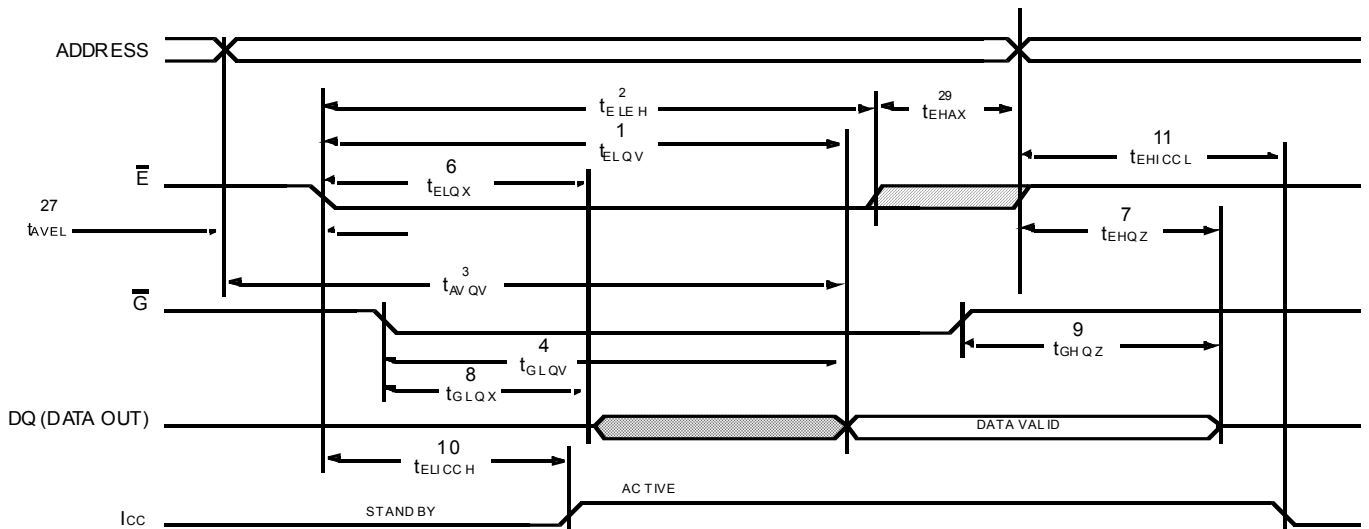 ADDRESS
2
tELEH
29
tEHAX
1
tELQV
11
tEHICCL
E
6
tELQX
27
tAVEL
7
tEHQZ
3
tAVQV
G
4
tGLQV
9
tGHQZ
8
tGLQX
DQ (DATA OUT)
DATA VALID
10
tELICCH
ACTIVE
ICC
STANDBY